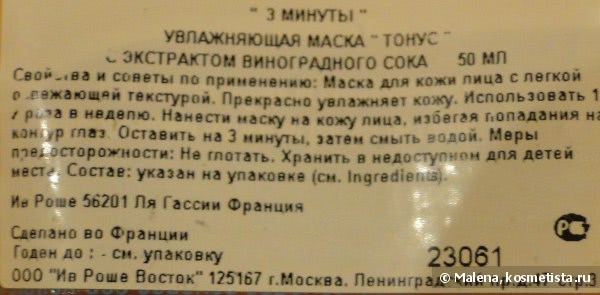 " 3 МИНУТЫ "
УВЛАЖНЯЮЩАЯ МАСКА " ТОНУС "
С ЭКСТРАКТОМ ВИНОГРАДНОГО СОКА 50 МЛ
Свойства и советы по применению: Маска для кожи лица с легкой
освежающей текстурой. Прекрасно увлажняет кожу. Использовать 1
раза в неделю. Нанести маску на кожу лица, избегая попадания на
контур глаз. Оставить на 3 минуты, затем смыть водой. Меры
предосторожности: Не глотать. Хранить в недоступном для детей
месте. Состав: указан на упаковке (см. Ingredients).
Ив Роше 56201 Ля Гассии Франция
Сделано во Франции
Годен до : - см. упаковку
23061
ООО "Ив Роше Восток" 125167 г.Москва, Ленинград
© Malena, kosmetista.ru